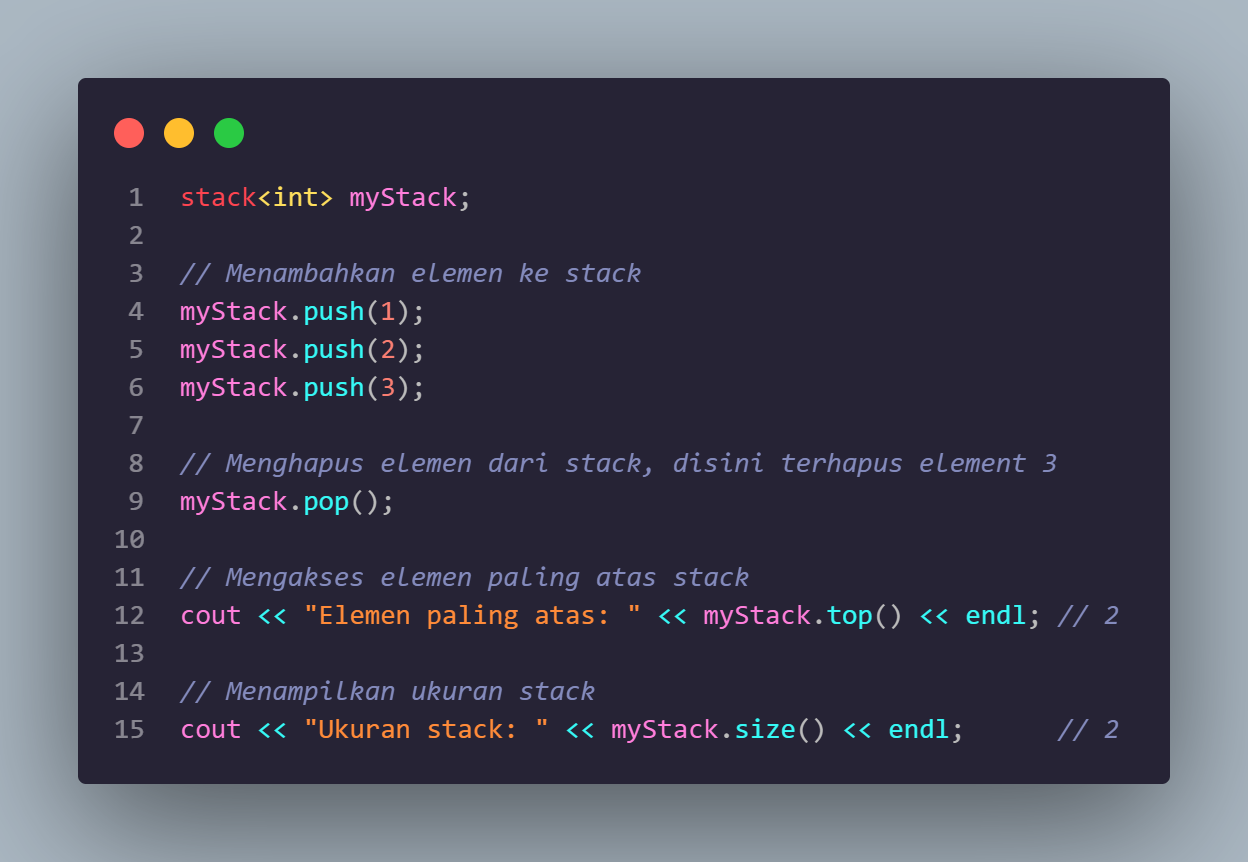 1 stack<int> myStack;
2
3 // Menambahkan elemen ke stack
4 myStack.push(1);
5 myStack.push(2);
6 myStack.push(3);
7
8 // Menghapus elemen dari stack, disini terhapus element 3
9 myStack.pop();
10
11 // Mengakses elemen paling atas stack
12 cout << "Elemen paling atas: " << myStack.top() << endl; // 2
13
14 // Menampilkan ukuran stack
15 cout << "Ukuran stack: " << myStack.size() << endl;      // 2